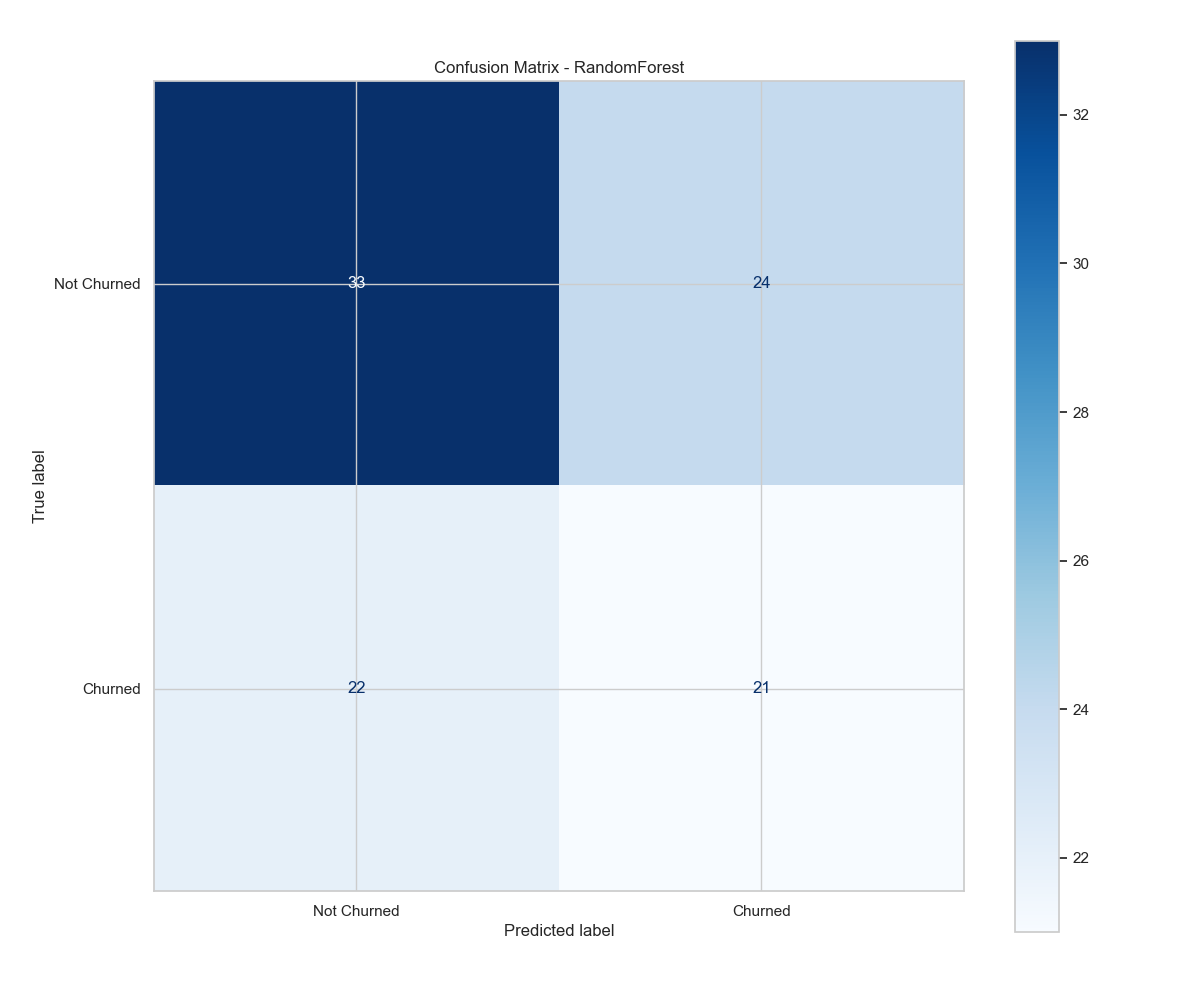 Confusion Matrix - RandomForest
Not Churned
33
24
Churned
22
21
True label
Not Churned
Churned
Predicted label
32
30
28
26
24
22